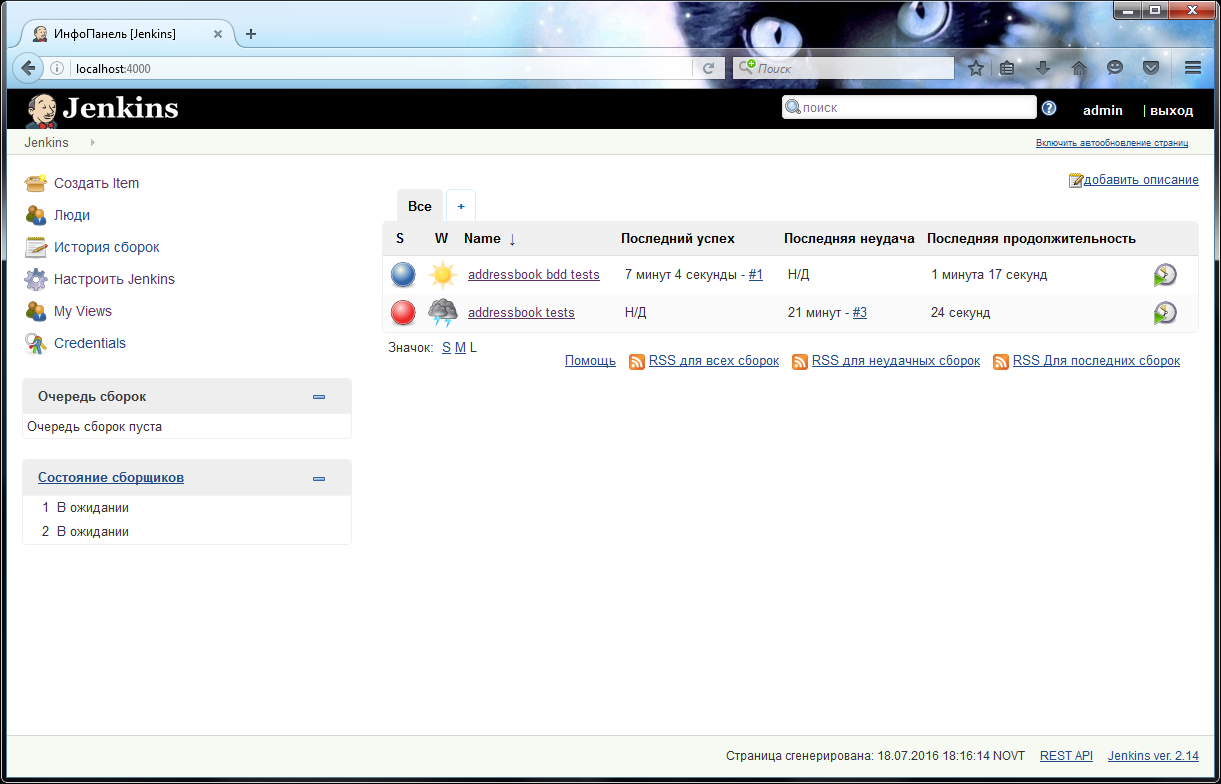 ИнфоПанель [Jenkins]
localhost:4000
Поиск
Jenkins
поиск
admin | выход
Jenkins
Включить автообновление страниц
Создать Item
Люди
История сборок
Настроить Jenkins
My Views
Credentials
Очередь сборок
Очередь сборок пуста
Состояние сборщиков
1 В ожидании
2 В ожидании
добавить описание
Все +
S W Name ↓ Последний успех Последняя неудача Последняя продолжительность
addressbook bdd tests 7 минут 4 секунды - #1 Н/Д 1 минута 17 секунд
addressbook tests Н/Д 21 минут - #3 24 секунд
Значок: S M L
Помощь RSS для всех сборок RSS для неудачных сборок RSS Для последних сборок
Страница сгенерирована: 18.07.2016 18:16:14 NOVT REST API Jenkins ver. 2.14